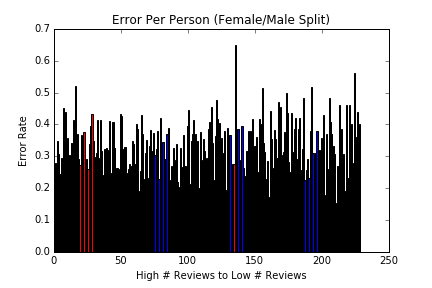 Error Per Person (Female/Male Split)
0.7
0.6
0.5
0.4
0.3
0.2
0.1
0.0
Error Rate
0 50 100 150 200 250
High # Reviews to Low # Reviews